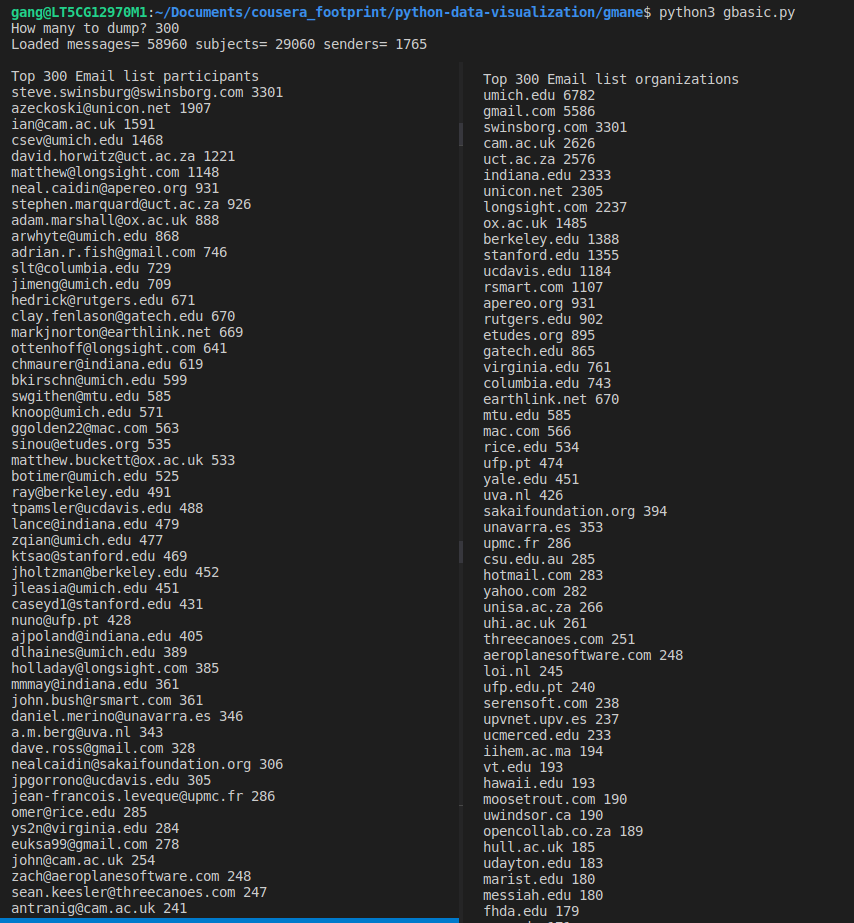 gang@LT5CG12970M1:~/Documents/cousera_footprint/python-data-visualization/gmane$ python3 gbasic.py
How many to dump? 300
Loaded messages= 58960 subjects= 29060 senders= 1765
Top 300 Email list participants
steve.swinsburg@swinsborg.com 3301
azeckoski@unicon.net 1907
ian@cam.ac.uk 1591
csev@umich.edu 1468
david.horwitz@uct.ac.za 1221
matthew@longsight.com 1148
neal.caidin@apereo.org 931
stephen.marquard@uct.ac.za 926
adam.marshall@ox.ac.uk 888
arwhyte@umich.edu 868
adrian.r.fish@gmail.com 746
slt@columbia.edu 729
jimeng@umich.edu 709
hedrick@rutgers.edu 671
clay.fenlason@gatech.edu 670
markjnorton@earthlink.net 669
ottenhoff@longsight.com 641
chmaurer@indiana.edu 619
bkirschn@umich.edu 599
swgithen@mtu.edu 585
knoop@umich.edu 571
ggolden22@mac.com 563
sinou@etudes.org 535
matthew.buckett@ox.ac.uk 533
botimer@umich.edu 525
ray@berkeley.edu 491
tpamsler@ucdavis.edu 488
lance@indiana.edu 479
zqian@umich.edu 477
ktsao@stanford.edu 469
jholtzman@berkeley.edu 452
jleasia@umich.edu 451
caseyd1@stanford.edu 431
nuno@ufp.pt 428
ajpoland@indiana.edu 405
dlhaines@umich.edu 389
holladay@longsight.com 385
mmmay@indiana.edu 361
john.bush@rsmart.com 361
daniel.merino@unavarra.es 346
a.m.berg@uva.nl 343
dave.ross@gmail.com 328
nealcaidin@sakaifoundation.org 306
jpgorrono@ucdavis.edu 305
jean-francois.leveque@upmc.fr 286
omer@rice.edu 285
ys2n@virginia.edu 284
euksa99@gmail.com 278
john@cam.ac.uk 254
zach@aeroplanesoftware.com 248
sean.keesler@threecanoes.com 247
antranig@cam.ac.uk 241
Top 300 Email list organizations
umich.edu 6782
gmail.com 5586
swinsborg.com 3301
cam.ac.uk 2626
uct.ac.za 2576
indiana.edu 2333
unicon.net 2305
longsight.com 2237
ox.ac.uk 1485
berkeley.edu 1388
stanford.edu 1355
ucdavis.edu 1184
rsmart.com 1107
apereo.org 931
rutgers.edu 902
etudes.org 895
gatech.edu 865
virginia.edu 761
columbia.edu 743
earthlink.net 670
mtu.edu 585
mac.com 566
rice.edu 534
ufp.pt 474
yale.edu 451
uva.nl 426
sakaifoundation.org 394
unavarra.es 353
upmc.fr 286
csu.edu.au 285
hotmail.com 283
yahoo.com 282
unisa.ac.za 266
uhi.ac.uk 261
threecanoes.com 251
aeroplanesoftware.com 248
loi.nl 245
ufp.edu.pt 240
serensoft.com 238
upvnet.upv.es 237
ucmerced.edu 233
iihem.ac.ma 194
vt.edu 193
hawaii.edu 193
moosetrout.com 190
uwindsor.ca 190
opencollab.co.za 189
hull.ac.uk 185
udayton.edu 183
marist.edu 180
messiah.edu 180
fhda.edu 179